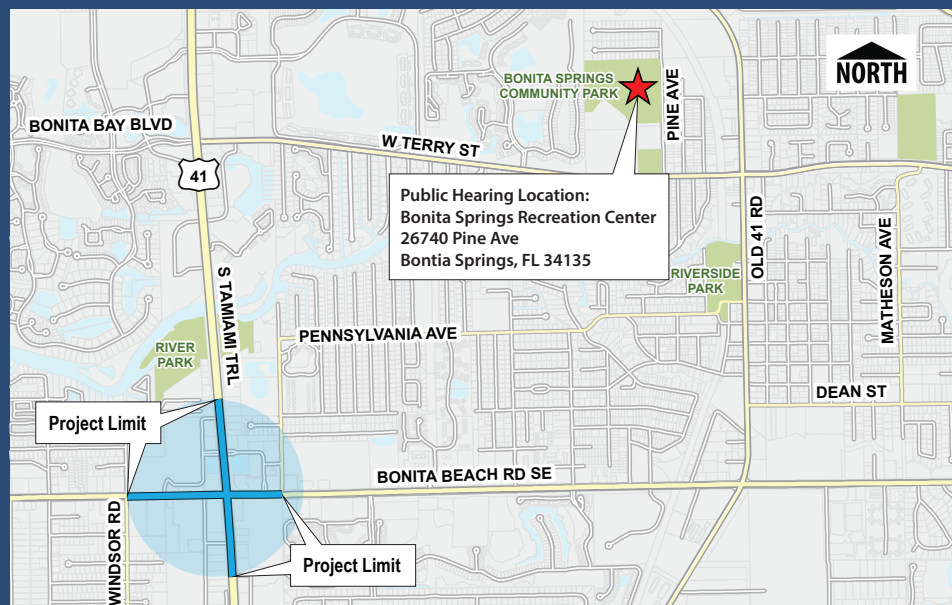 NORTH
BONITA SPRINGS
COMMUNITY PARK
PINE AVE
BONITA BAY BLVD
W TERRY ST
41
Public Hearing Location:
Bonita Springs Recreation Center
26740 Pine Ave
Bontia Springs, FL 34135
OLD 41 RD
MATHESON AVE
RIVERSIDE
PARK
S TAMIAMI TRL
PENNSYLVANIA AVE
RIVER
PARK
DEAN ST
Project Limit
BONITA BEACH RD SE
WINDSOR RD
Project Limit